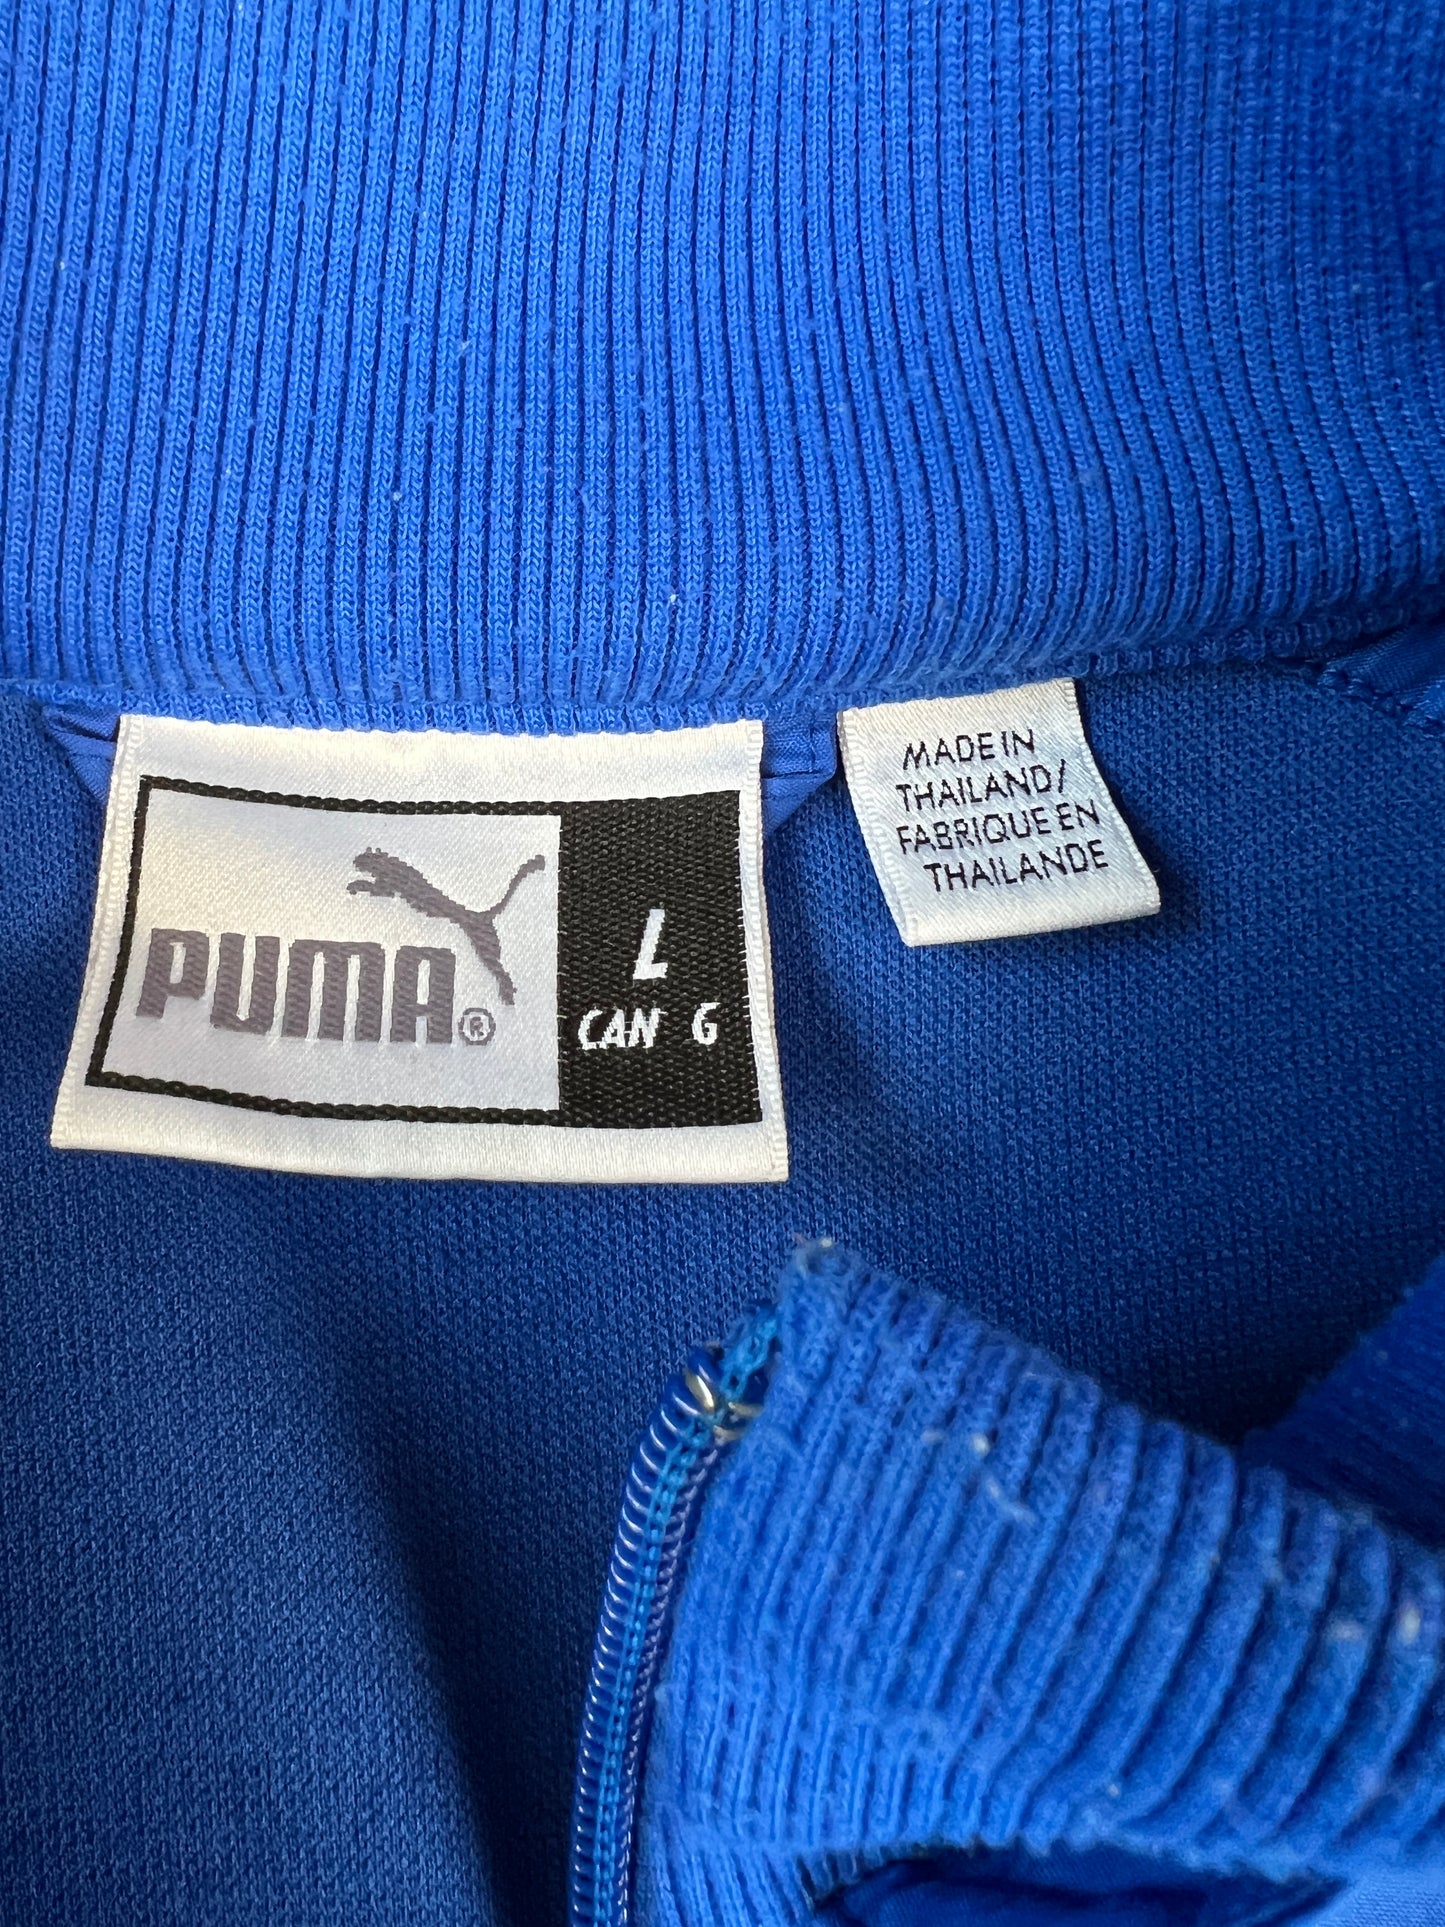 PUMA®
L
CAN G
MADE IN
THAILAND/
FABRIQUE EN
THAILANDE